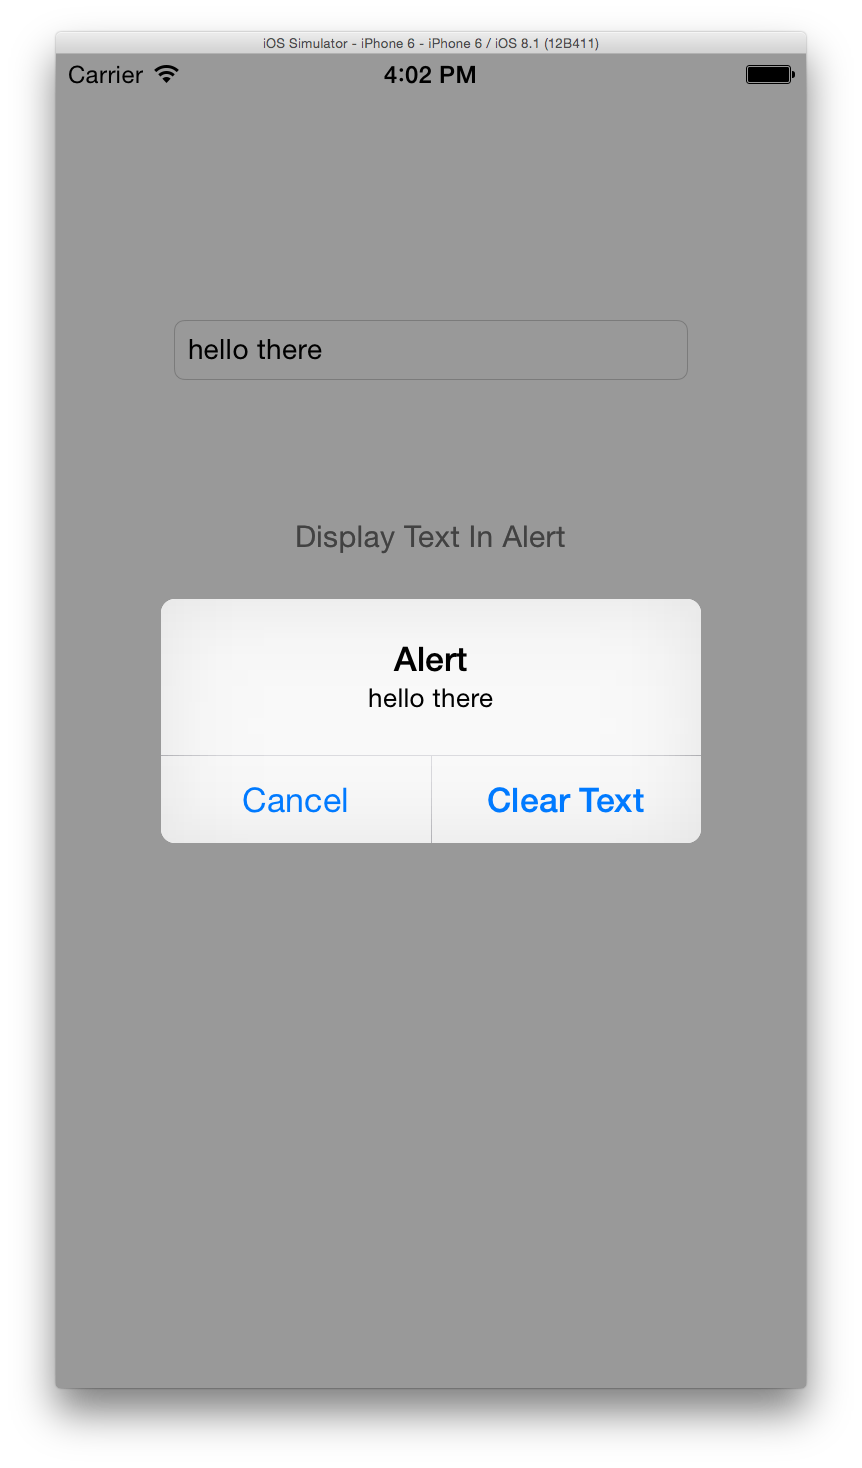 iOS Simulator - iPhone 6 - iPhone 6 / iOS 8.1 (12B411)
Carrier 4:02 PM
hello there
Display Text In Alert
Alert
hello there
Cancel Clear Text